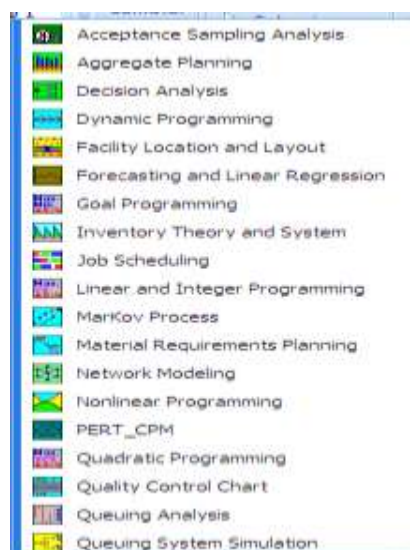 Acceptance Sampling Analysis
Aggregate Planning
Decision Analysis
Dynamic Programming
Facility Location and Layout
Forecasting and Linear Regression
Goal Programming
Inventory Theory and System
Job Scheduling
Linear and Integer Programming
MarKov Process
Material Requirements Planning
Network Modeling
Nonlinear Programming
PERT_CPM
Quadratic Programming
Quality Control Chart
Queuing Analysis
Queuing System Simulation